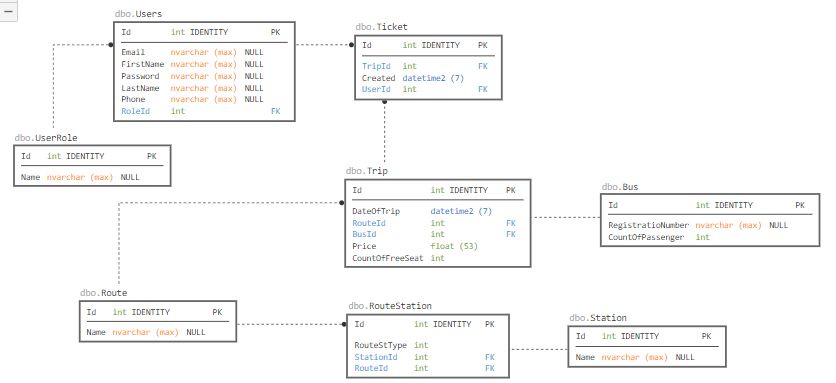 dbo.Users
Id int IDENTITY PK
Email nvarchar (max) NULL
FirstName nvarchar (max) NULL
Password nvarchar (max) NULL
LastName nvarchar (max) NULL
Phone nvarchar (max) NULL
RoleId int FK
dbo.Ticket
Id int IDENTITY PK
TripId int FK
Created datetime2 (7)
UserId int FK
dbo.UserRole
Id int IDENTITY PK
Name nvarchar (max) NULL
dbo.Trip
Id int IDENTITY PK
DateOfTrip datetime2 (7)
RouteId int FK
BusId int FK
Price float (53)
CountOfFreeSeat int
dbo.Bus
Id int IDENTITY PK
RegistratioNumber nvarchar (max) NULL
CountOfPassenger int
dbo.Route
Id int IDENTITY PK
Name nvarchar (max) NULL
dbo.RouteStation
Id int IDENTITY PK
RouteStType int
StationId int FK
RouteId int FK
dbo.Station
Id int IDENTITY PK
Name nvarchar (max) NULL